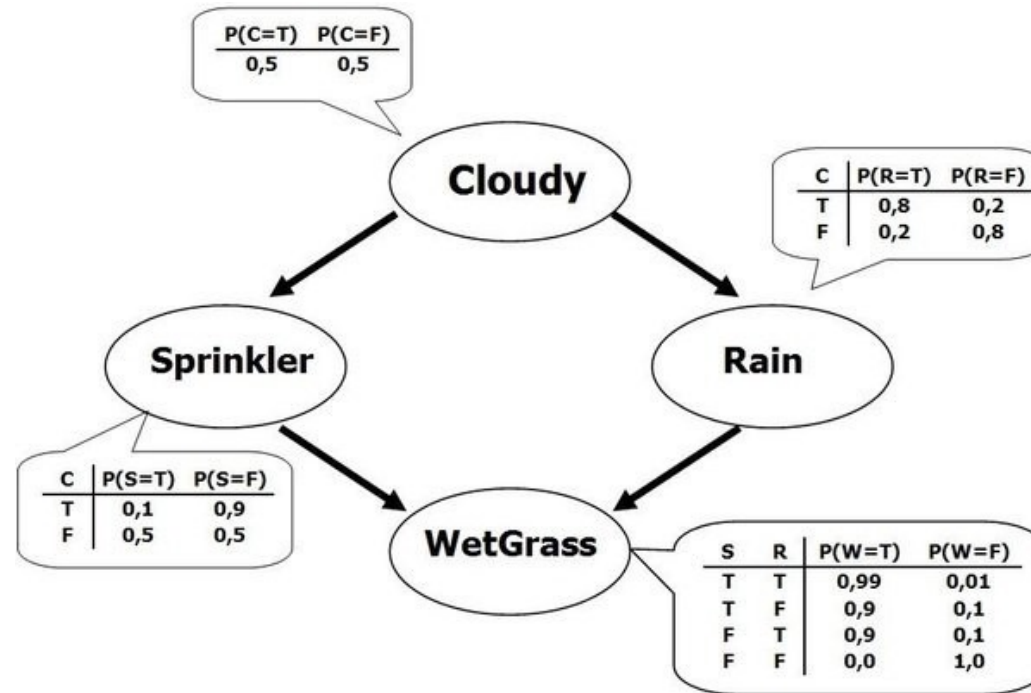 P(C=T) P(C=F)
0,5 0,5
Cloudy
C P(R=T) P(R=F)
T 0,8 0,2
F 0,2 0,8
Sprinkler
Rain
C P(S=T) P(S=F)
T 0,1 0,9
F 0,5 0,5
WetGrass
S R P(W=T) P(W=F)
T T 0,99 0,01
T F 0,9 0,1
F T 0,9 0,1
F F 0,0 1,0